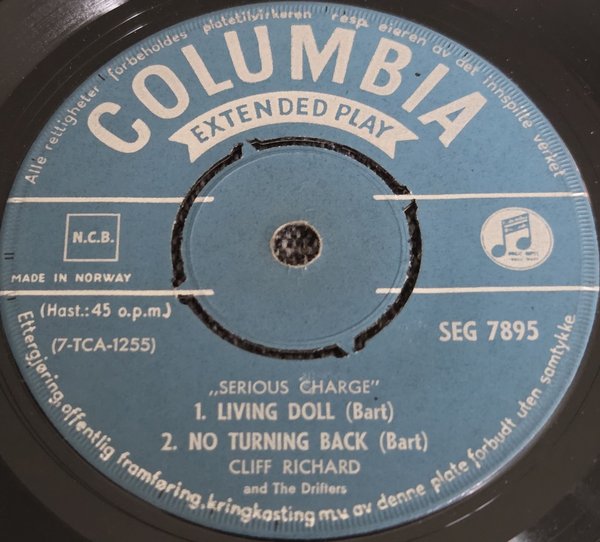 Alle rettigheter forbeholdes platetilvirkeren resp. eieren av det innspilte verket
COLUMBIA
EXTENDED PLAY
N.C.B.
MADE IN NORWAY
(Hast.: 45 o.p.m.)
(7-TCA-1255)
SEG 7895
„SERIOUS CHARGE"
1. LIVING DOLL (Bart)
2. NO TURNING BACK (Bart)
CLIFF RICHARD
and The Drifters
Ettergjøring, offentlig framføring, kringkasting m.v. av denne plate forbudt uten samtykke.